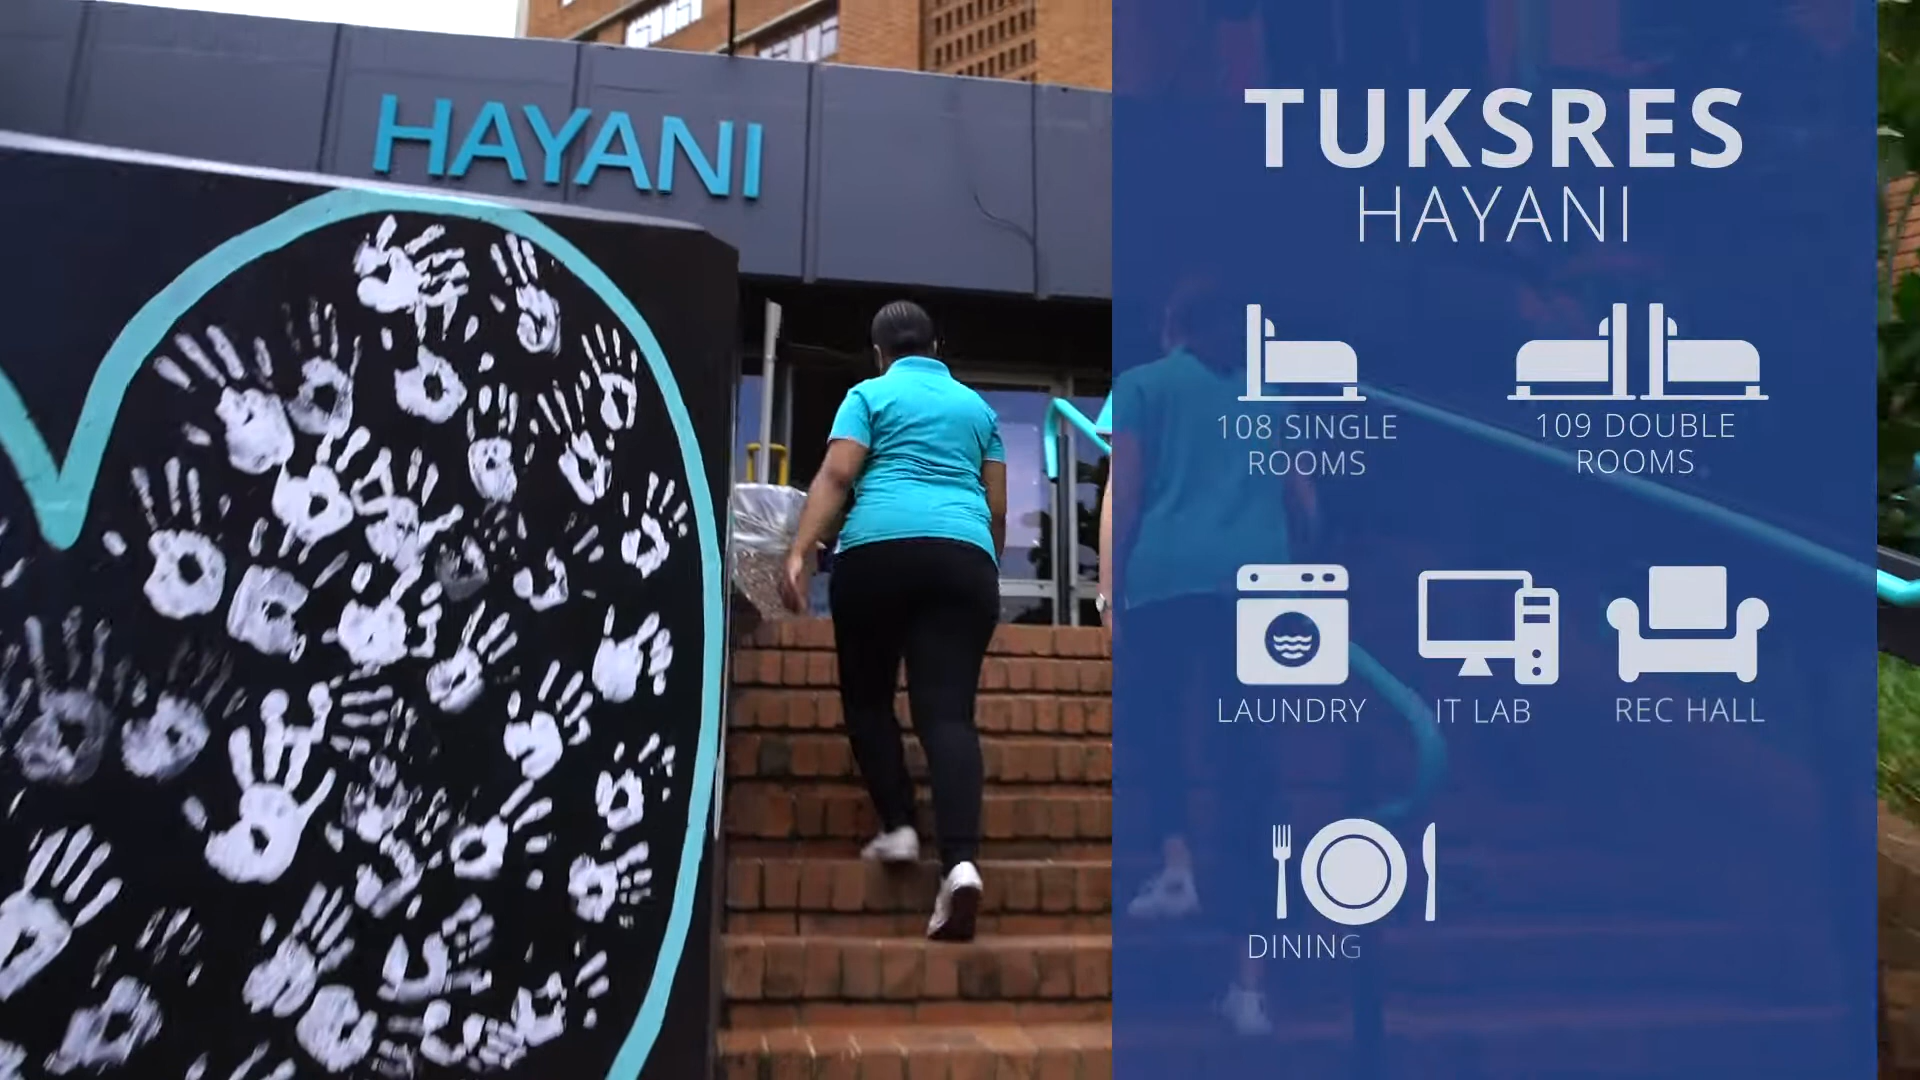 HAYANI
TUKSRES
HAYANI
108 SINGLE
ROOMS
109 DOUBLE
ROOMS
LAUNDRY
IT LAB
REC HALL
DINING